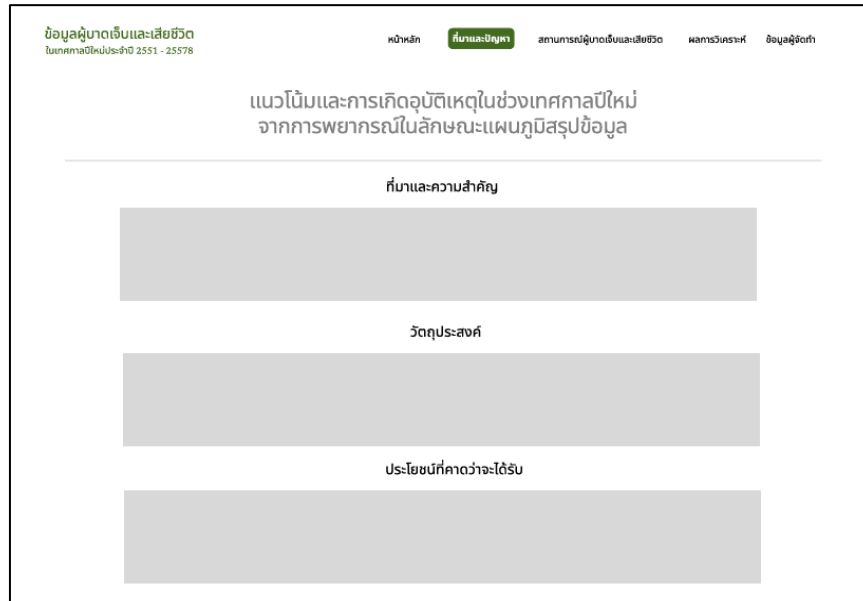 ข้อมูลผู้บาดเจ็บและเสียชีวิต
ในเทศกาลปีใหม่ประจำปี 2551 - 25578
หน้าหลัก
ที่มาและปัญหา
สถานการณ์ผู้บาดเจ็บและเสียชีวิต
ผลการวิเคราะห์
ข้อมูลผู้จัดทำ
แนวโน้มและการเกิดอุบัติเหตุในช่วงเทศกาลปีใหม่
จากการพยากรณ์ในลักษณะแผนภูมิสรุปข้อมูล
ที่มาและความสำคัญ
วัตถุประสงค์
ประโยชน์ที่คาดว่าจะได้รับ